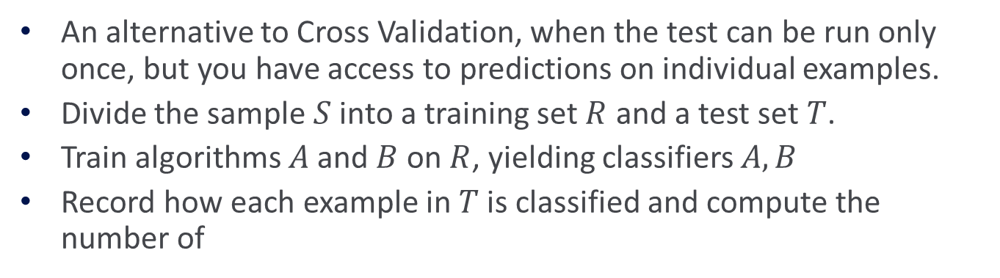 • An alternative to Cross Validation, when the test can be run only
once, but you have access to predictions on individual examples.
• Divide the sample S into a training set R and a test set T.
• Train algorithms A and B on R, yielding classifiers A, B
• Record how each example in T is classified and compute the
number of